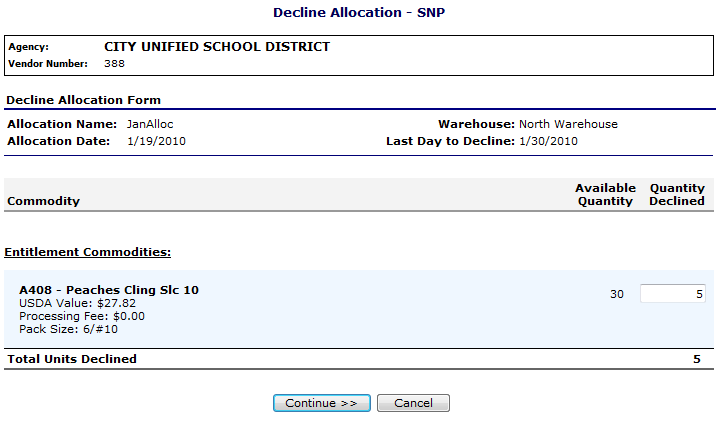 Decline Allocation - SNP
Agency: CITY UNIFIED SCHOOL DISTRICT
Vendor Number: 388
Decline Allocation Form
Allocation Name: JanAlloc Warehouse: North Warehouse
Allocation Date: 1/19/2010 Last Day to Decline: 1/30/2010
Available Quantity
Commodity Quantity Declined
Entitlement Commodities:
A408 - Peaches Cling Slc 10
USDA Value: $27.82 30 5
Processing Fee: $0.00
Pack Size: 6/#10
Total Units Declined 5
Continue >> Cancel